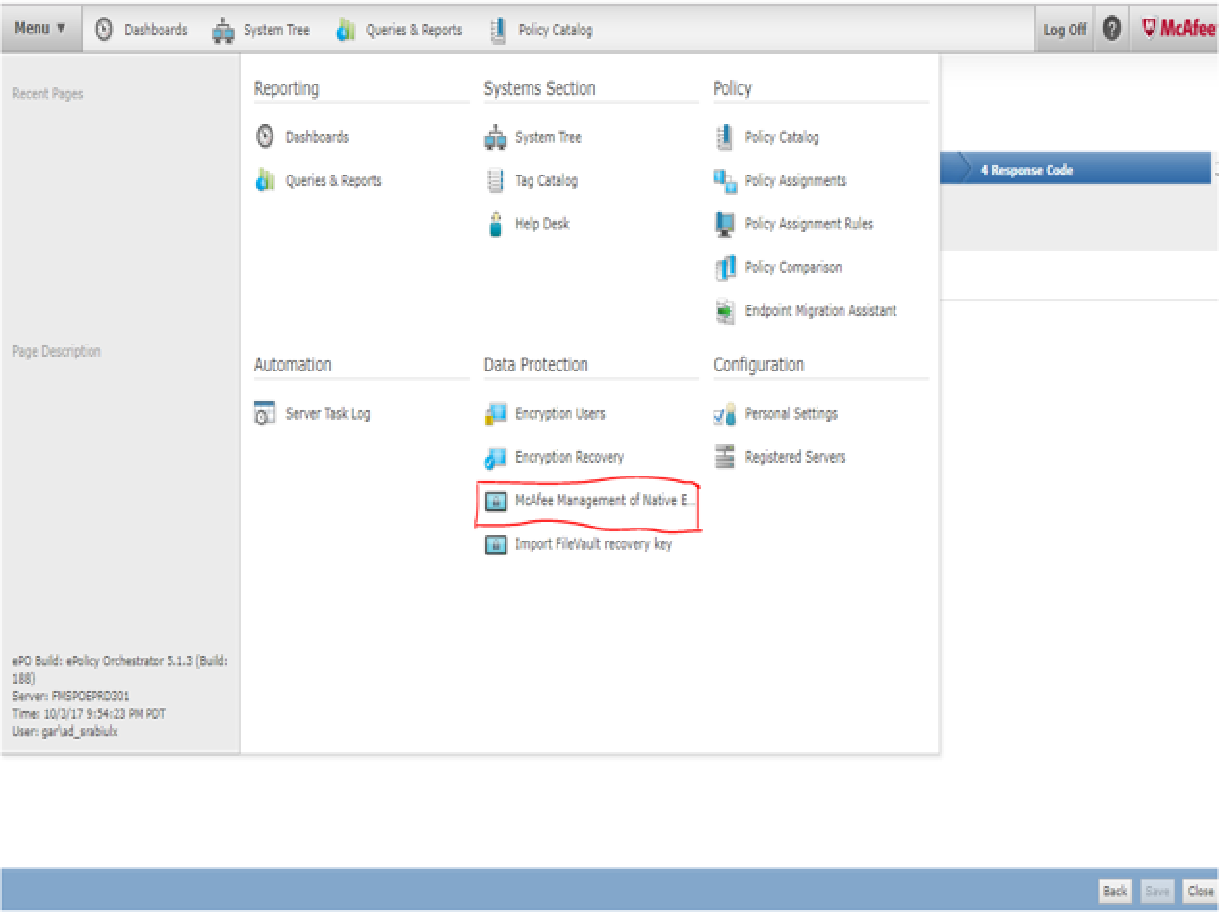 Menu ▼
Dashboards
System Tree
Queries & Reports
Policy Catalog
Log Off
?
McAfee
Recent Pages
Reporting
Dashboards
Queries & Reports
Systems Section
System Tree
Tag Catalog
Help Desk
Policy
Policy Catalog
Policy Assignments
Policy Assignment Rules
Policy Comparison
Endpoint Migration Assistant
4 Response Code
Page Description
Automation
Server Task Log
Data Protection
Encryption Users
Encryption Recovery
McAfee Management of Native E...
Import FileVault recovery key
Configuration
Personal Settings
Registered Servers
ePO Build: ePolicy Orchestrator 5.1.3 (Build:
188)
Server: FMSPOEPRD301
Time: 10/3/17 9:54:23 PM PDT
User: gar\ad_srabiulx
Back
Save
Close